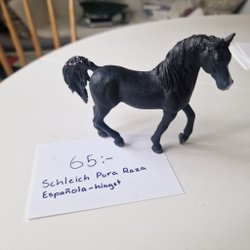 65:-
Schleich Pura Raza
Española-hingst